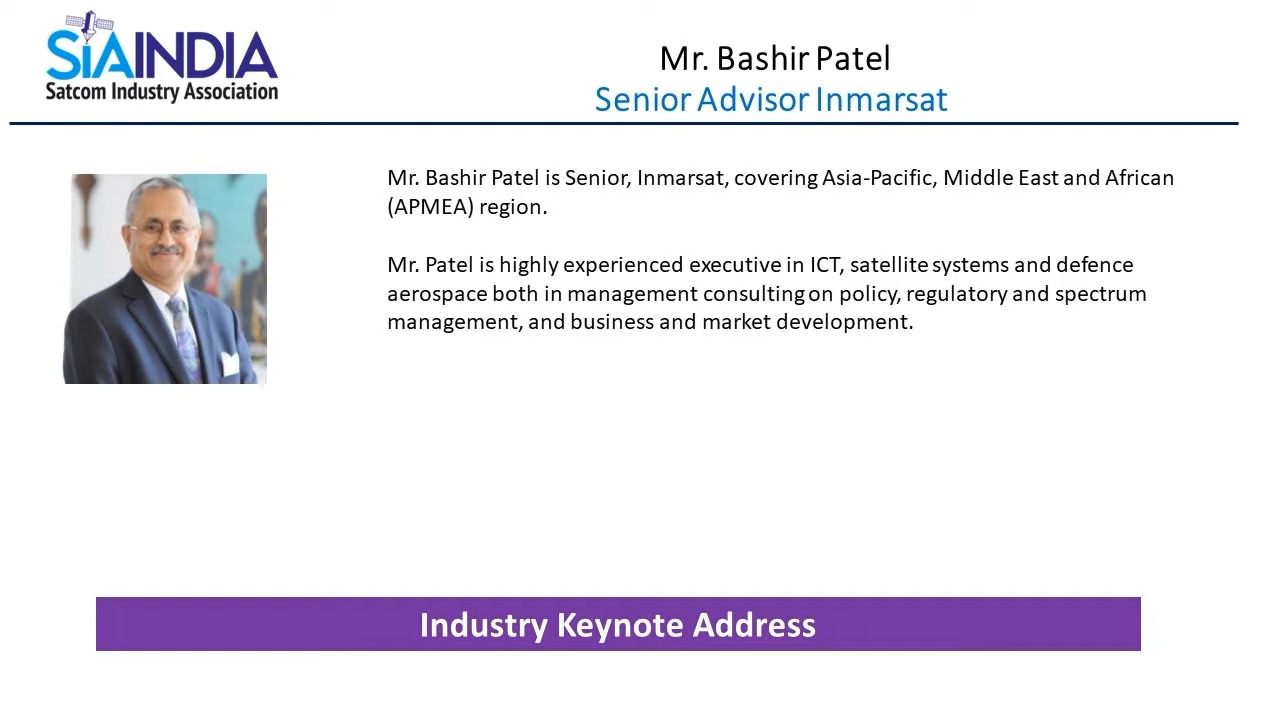 SiAINDIA
Satcom Industry Association
Mr. Bashir Patel
Senior Advisor Inmarsat
Mr. Bashir Patel is Senior, Inmarsat, covering Asia-Pacific, Middle East and African
(APMEA) region.
Mr. Patel is highly experienced executive in ICT, satellite systems and defence
aerospace both in management consulting on policy, regulatory and spectrum
management, and business and market development.
Industry Keynote Address